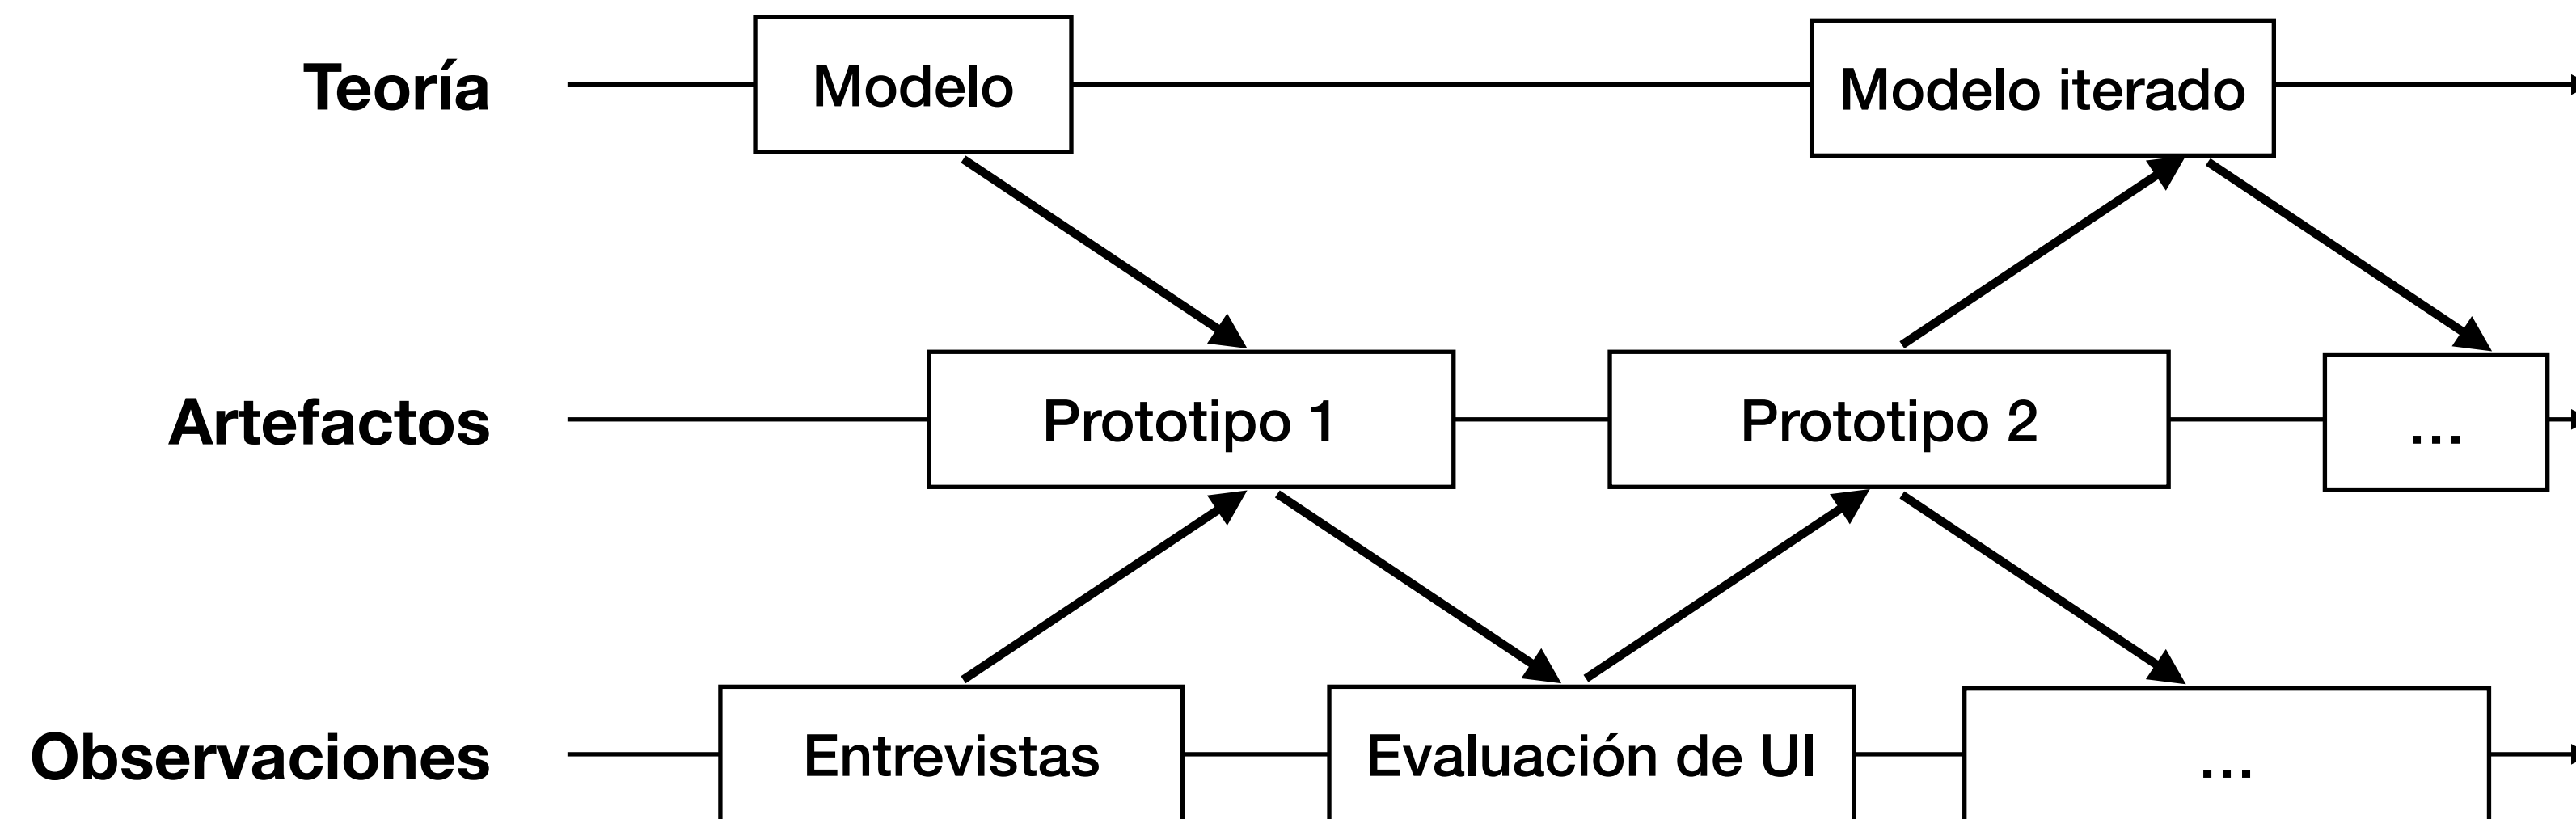 Teoría
Modelo
Modelo iterado
Artefactos
Prototipo 1
Prototipo 2
...
Observaciones
Entrevistas
Evaluación de UI
...